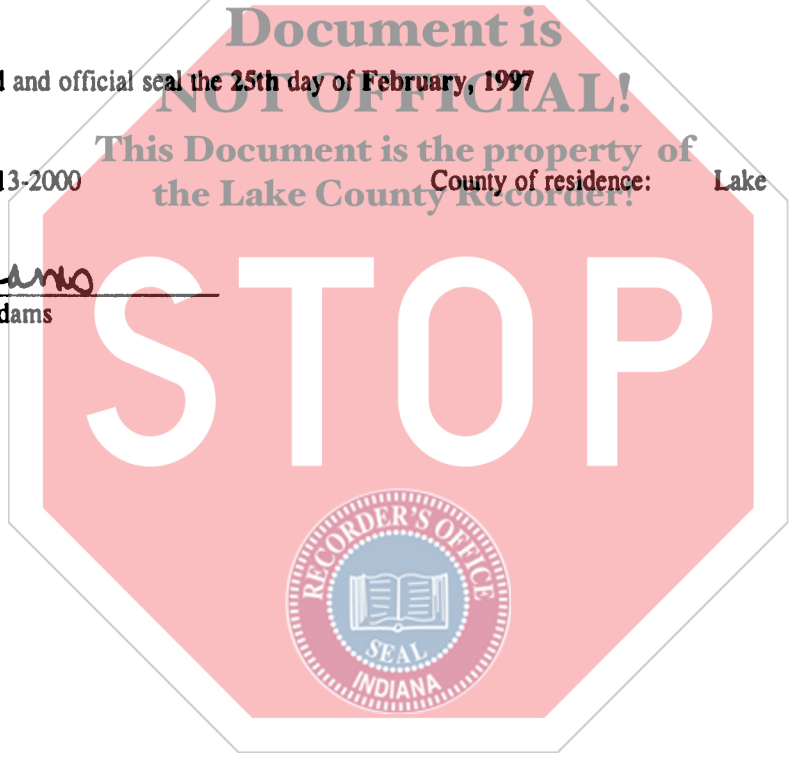 Document is
and official seal the 25th day of February, 1997
NOT OFFICIAL!
This Document is the property of
3-2000 County of residence: Lake
the Lake County Recorder!
dams
STOP
RECORDER'S OFFICE
SEAL
INDIANA